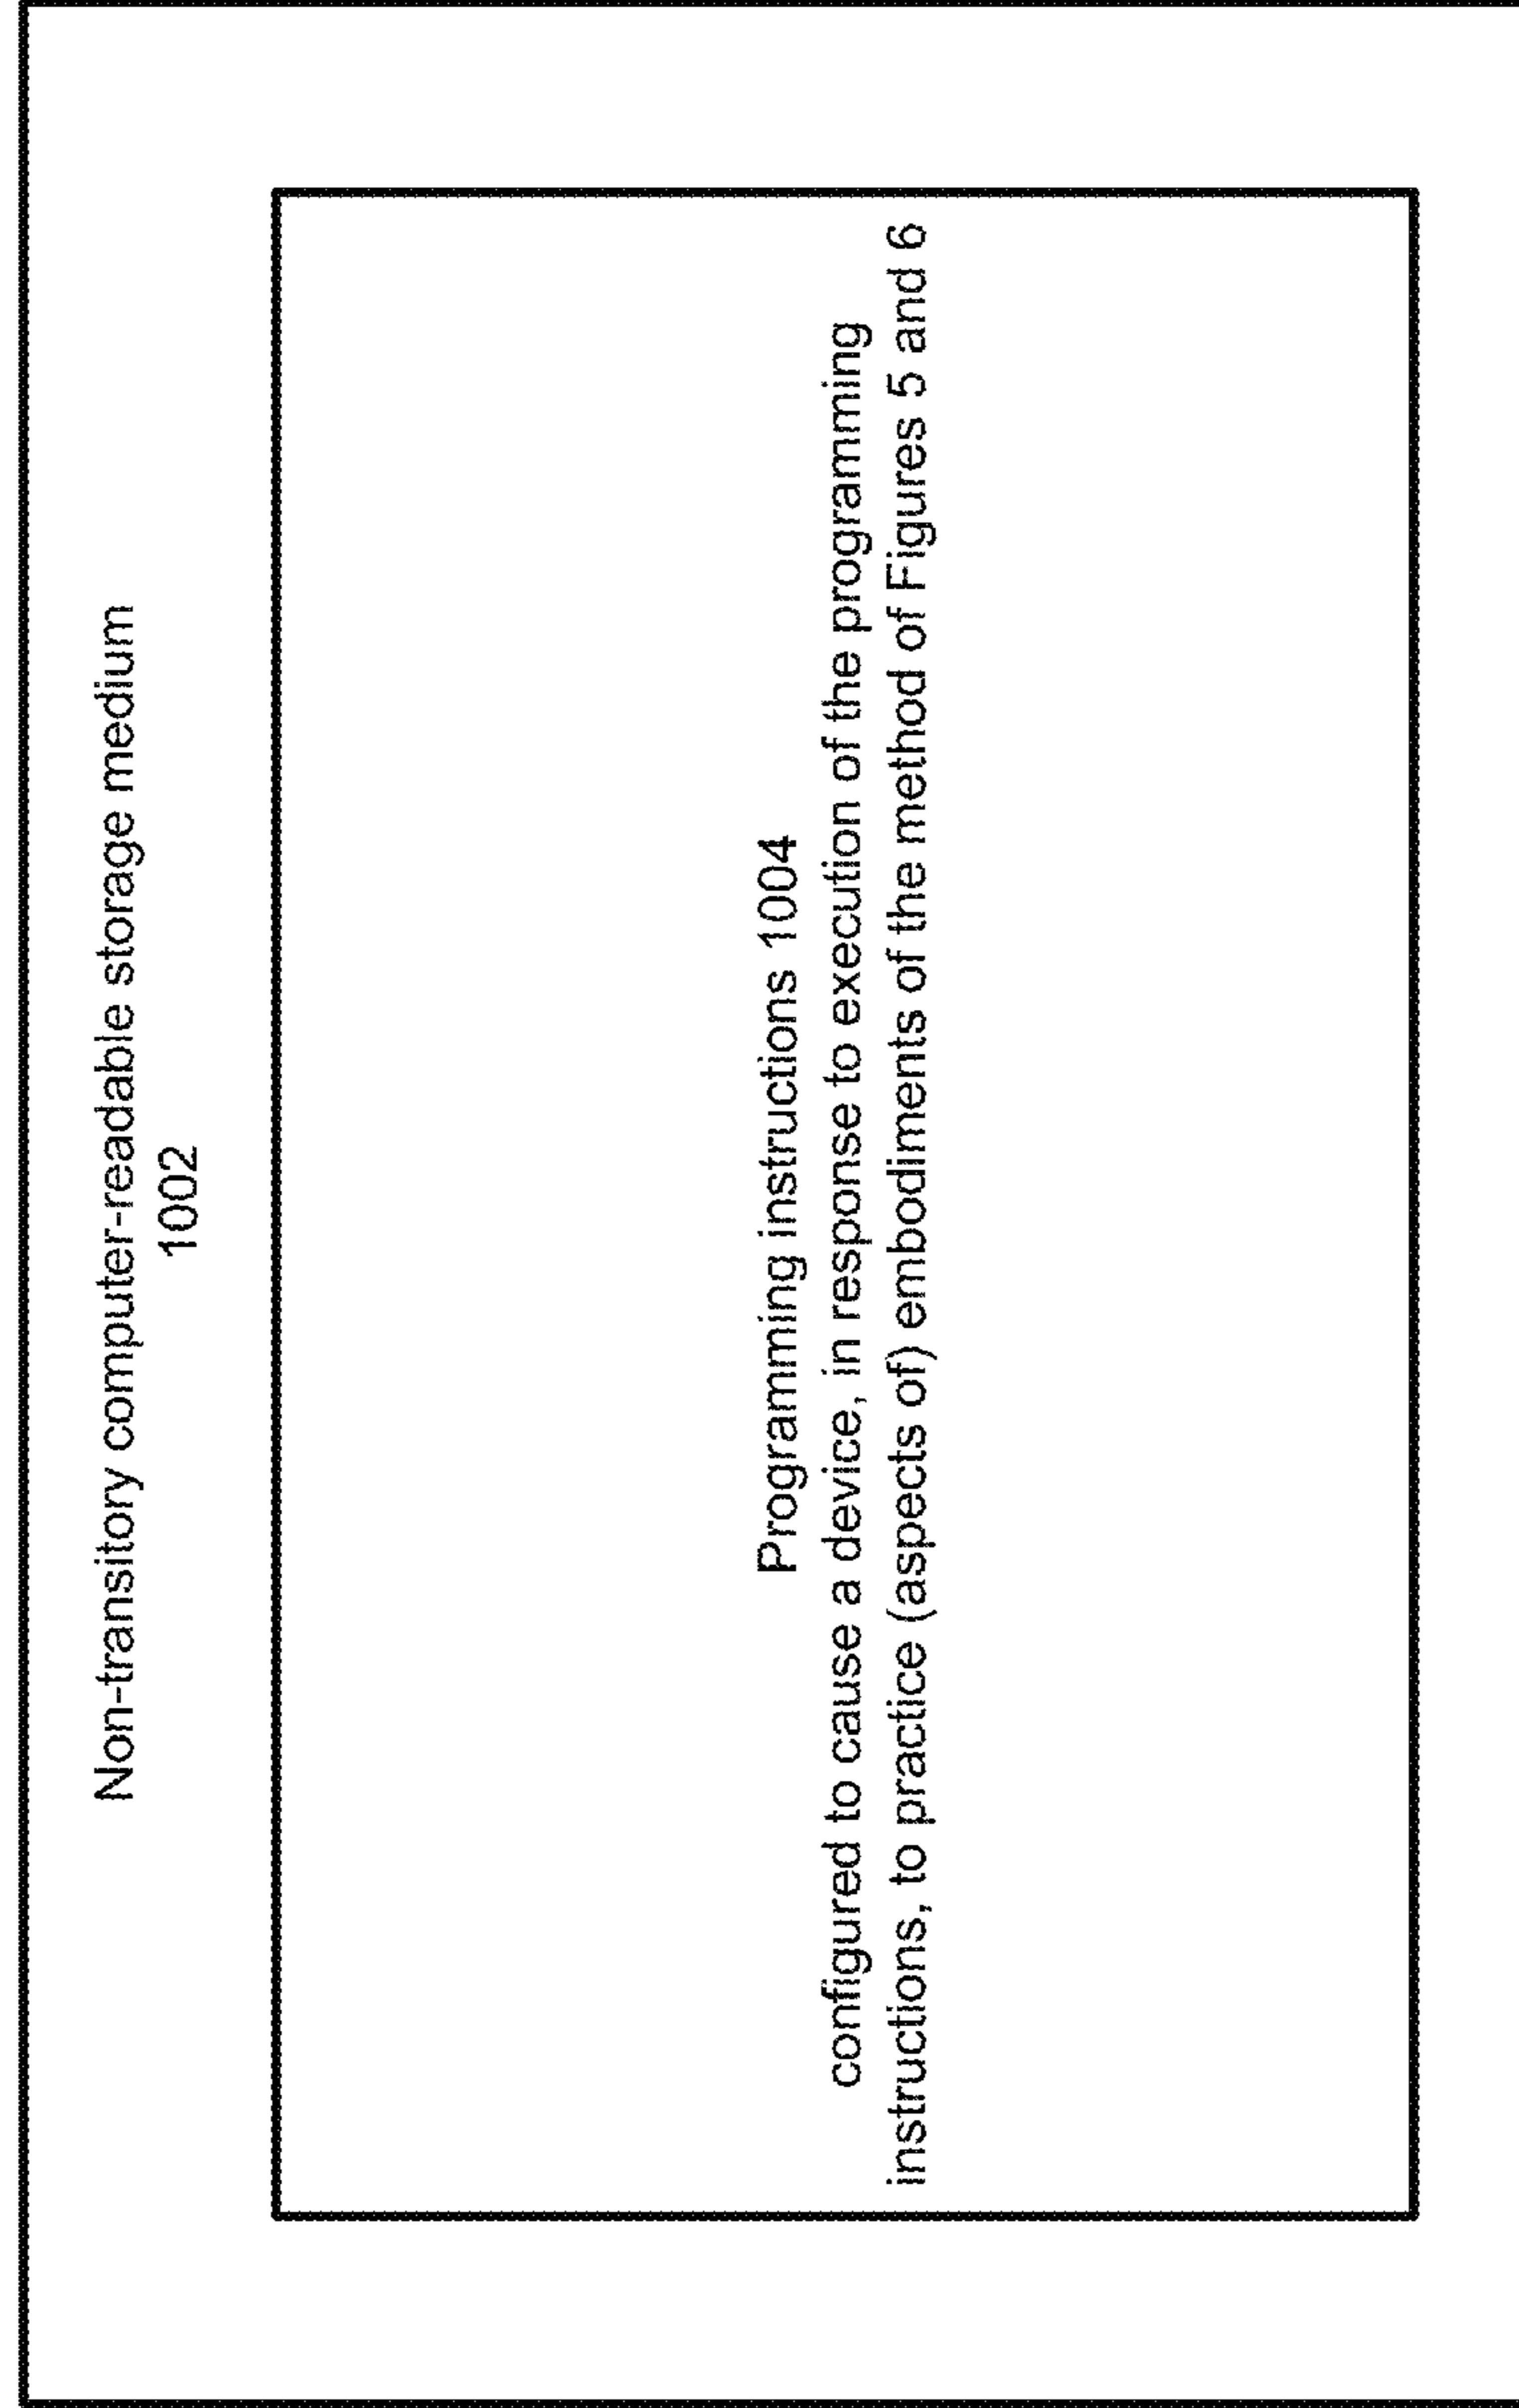 Non-transitory computer-readable storage medium
1002
Programming instructions 1004
configured to cause a device, in response to execution of the programming
instructions, to practice (aspects of) embodiments of the method of Figures 5 and 6